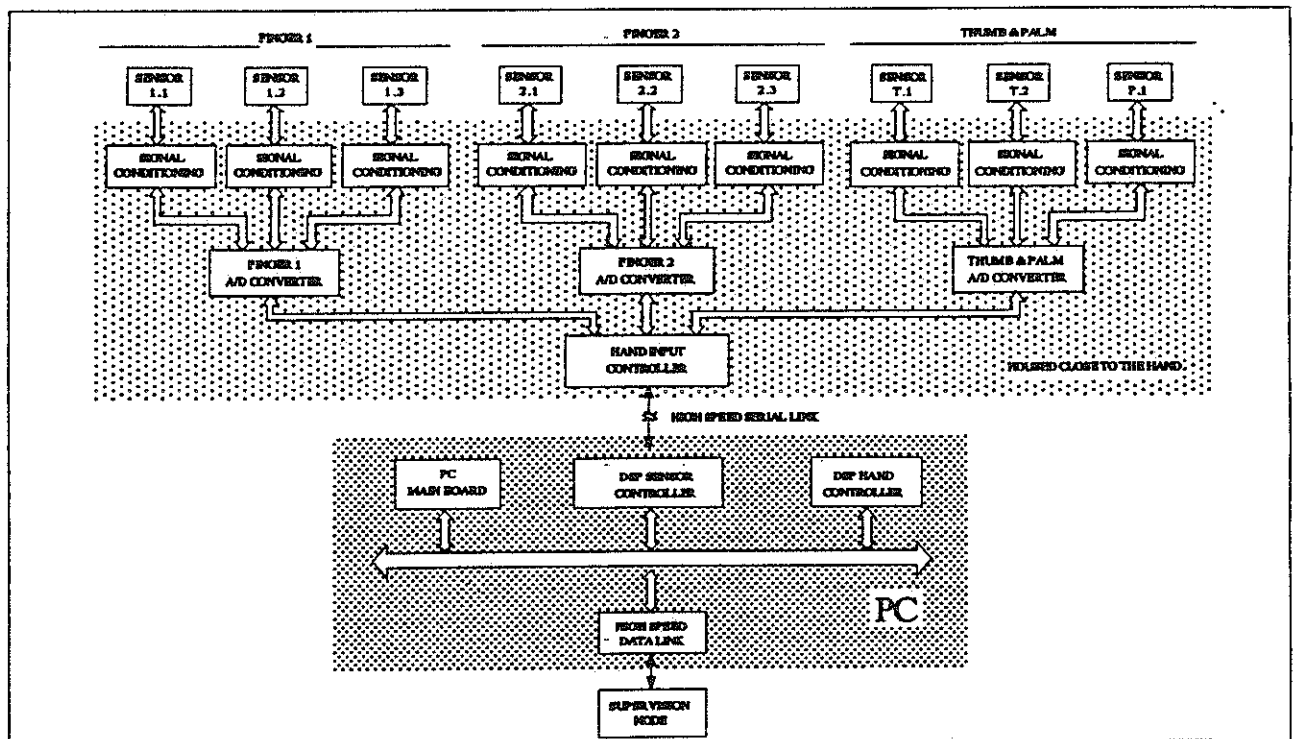 FINGER 1
FINGER 2
THUMB & PALM
SENSOR
1.1
SENSOR
1.2
SENSOR
1.3
SENSOR
2.1
SENSOR
2.2
SENSOR
2.3
SENSOR
T.1
SENSOR
T.2
SENSOR
P.1
SIGNAL
CONDITIONING
SIGNAL
CONDITIONING
SIGNAL
CONDITIONING
SIGNAL
CONDITIONING
SIGNAL
CONDITIONING
SIGNAL
CONDITIONING
SIGNAL
CONDITIONING
SIGNAL
CONDITIONING
SIGNAL
CONDITIONING
FINGER 1
A/D CONVERTER
FINGER 2
A/D CONVERTER
THUMB & PALM
A/D CONVERTER
HAND INPUT
CONTROLLER
HOUSED CLOSE TO THE HAND
HIGH SPEED SERIAL LINK
PC
MAIN BOARD
DSP SENSOR
CONTROLLER
DSP HAND
CONTROLLER
PC
HIGH SPEED
DATA LINK
SUPERVISION
NODE